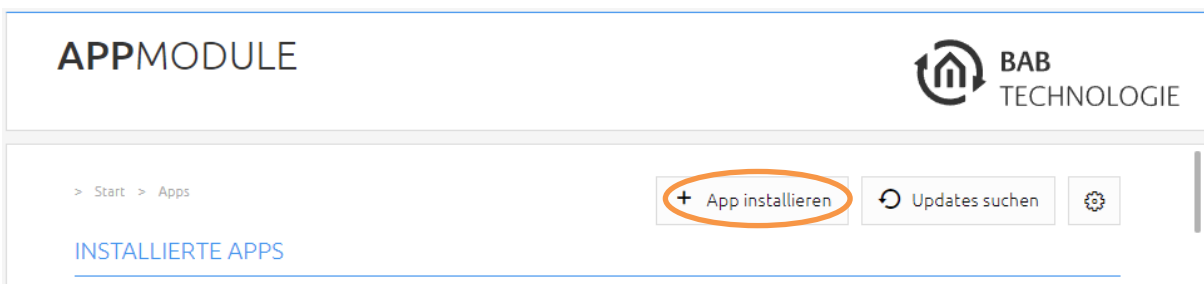 APPMODULE
BAB
TECHNOLOGIE
> Start > Apps
+ App installieren
Updates suchen
INSTALLIERTE APPS